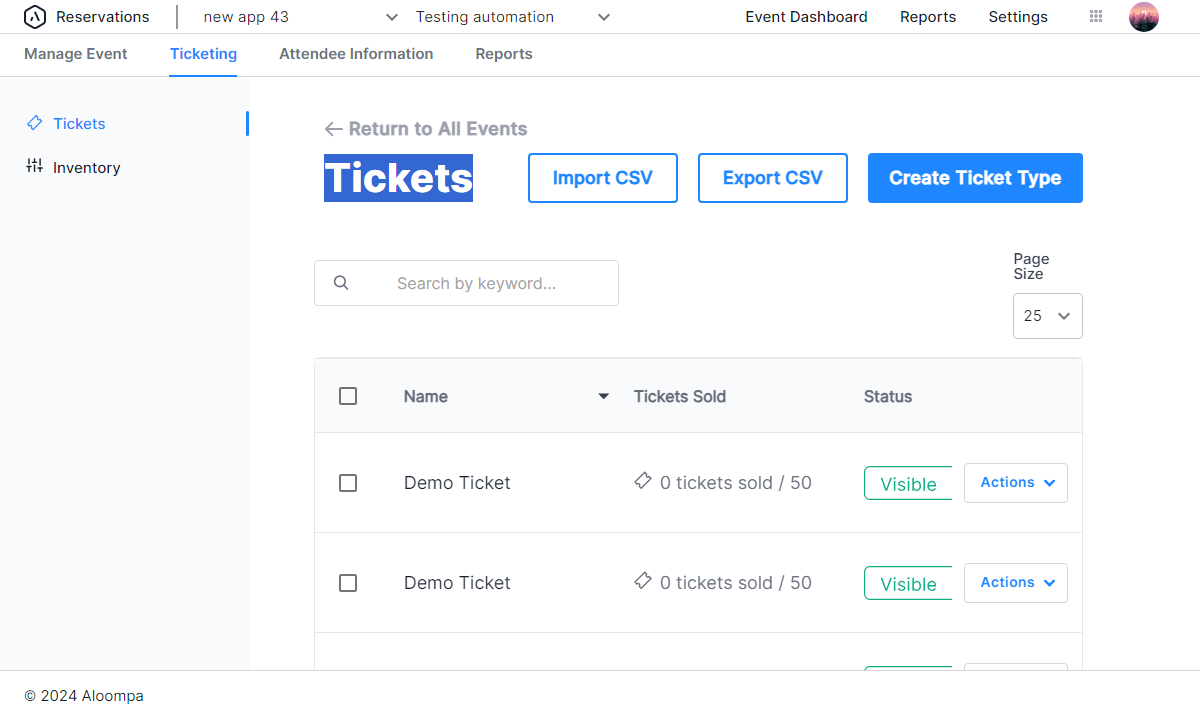 Reservations
new app 43
Testing automation
Event Dashboard
Reports
Settings
Manage Event
Ticketing
Attendee Information
Reports
Tickets
Inventory
Return to All Events
Tickets
Import CSV
Export CSV
Create Ticket Type
Search by keyword...
Page
Size
25
Name
Tickets Sold
Status
Demo Ticket
0 tickets sold / 50
Visible
Actions
Demo Ticket
0 tickets sold / 50
Visible
Actions
© 2024 Aloompa